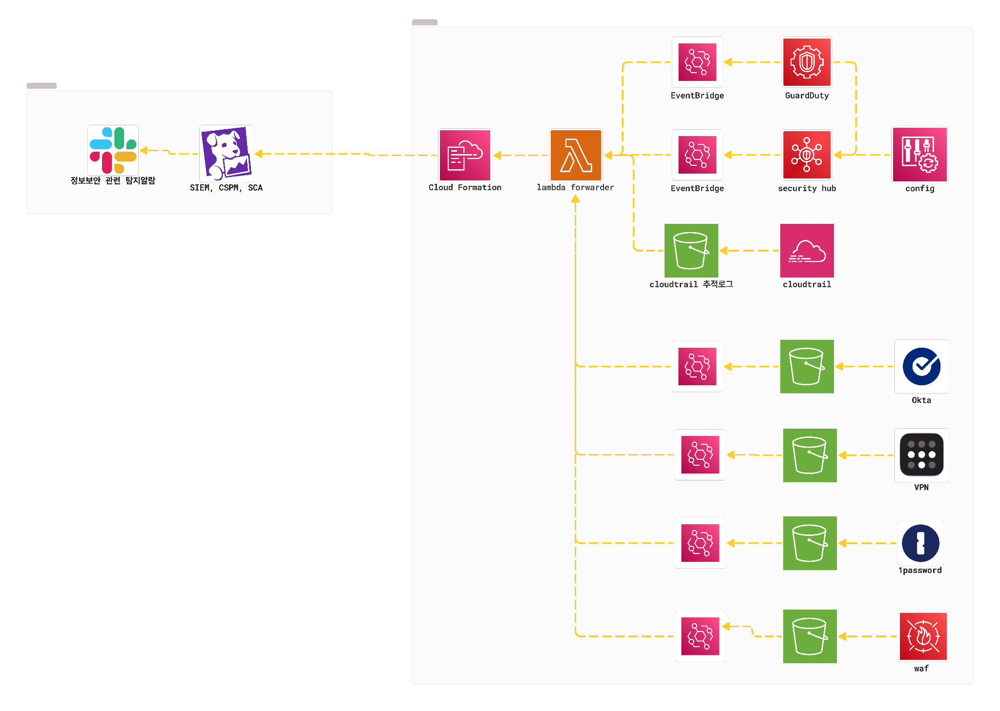 EventBridge
GuardDuty
정보보안 관련 탐지알람
SIEM, CSPM, SCA
Cloud Formation
lambda forwarder
EventBridge
security hub
config
cloudtrail 추적로그
cloudtrail
Okta
VPN
1password
waf